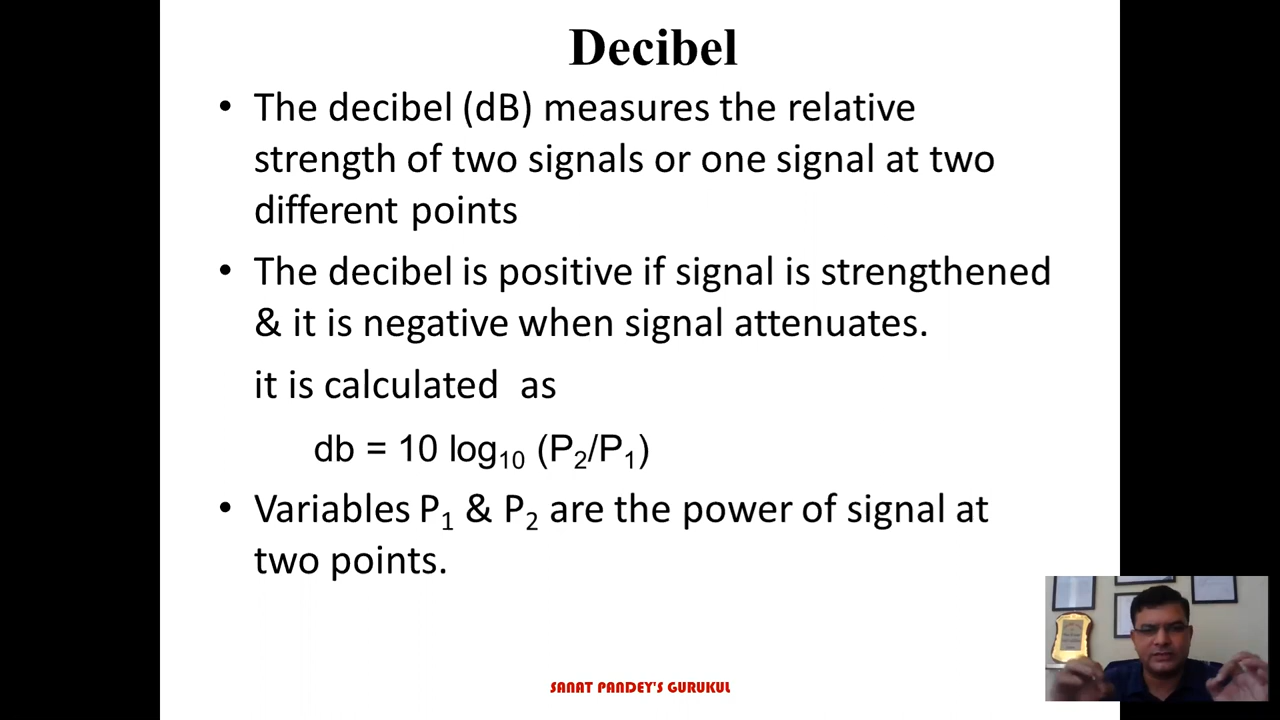 Decibel
• The decibel (dB) measures the relative
strength of two signals or one signal at two
different points
• The decibel is positive if signal is strengthened
& it is negative when signal attenuates.
it is calculated as
db = 10 log₁₀ (P₂/P₁)
• Variables P₁ & P₂ are the power of signal at
two points.
SANAT PANDEY'S GURUKUL